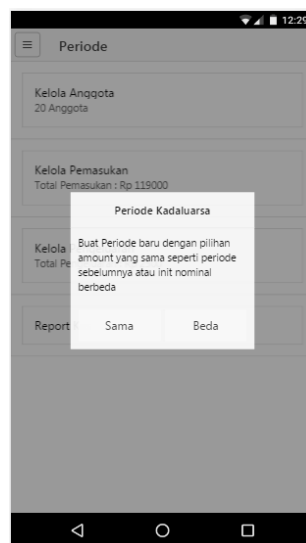 12:29
Periode
Kelola Anggota
20 Anggota
Kelola Pemasukan
Total Pemasukan : Rp 119000
Periode Kadaluarsa
Kelola
Buat Periode baru dengan pilihan
Total Pe
amount yang sama seperti periode
sebelumnya atau init nominal
berbeda
Report
Sama
Beda